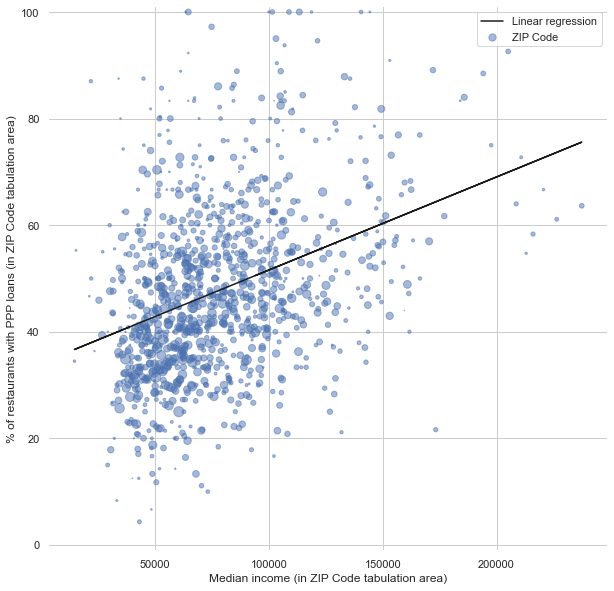 Linear regression
ZIP Code
% of restaurants with PPP loans (in ZIP Code tabulation area)
100
80
60
40
20
0
50000
100000
150000
200000
Median income (in ZIP Code tabulation area)